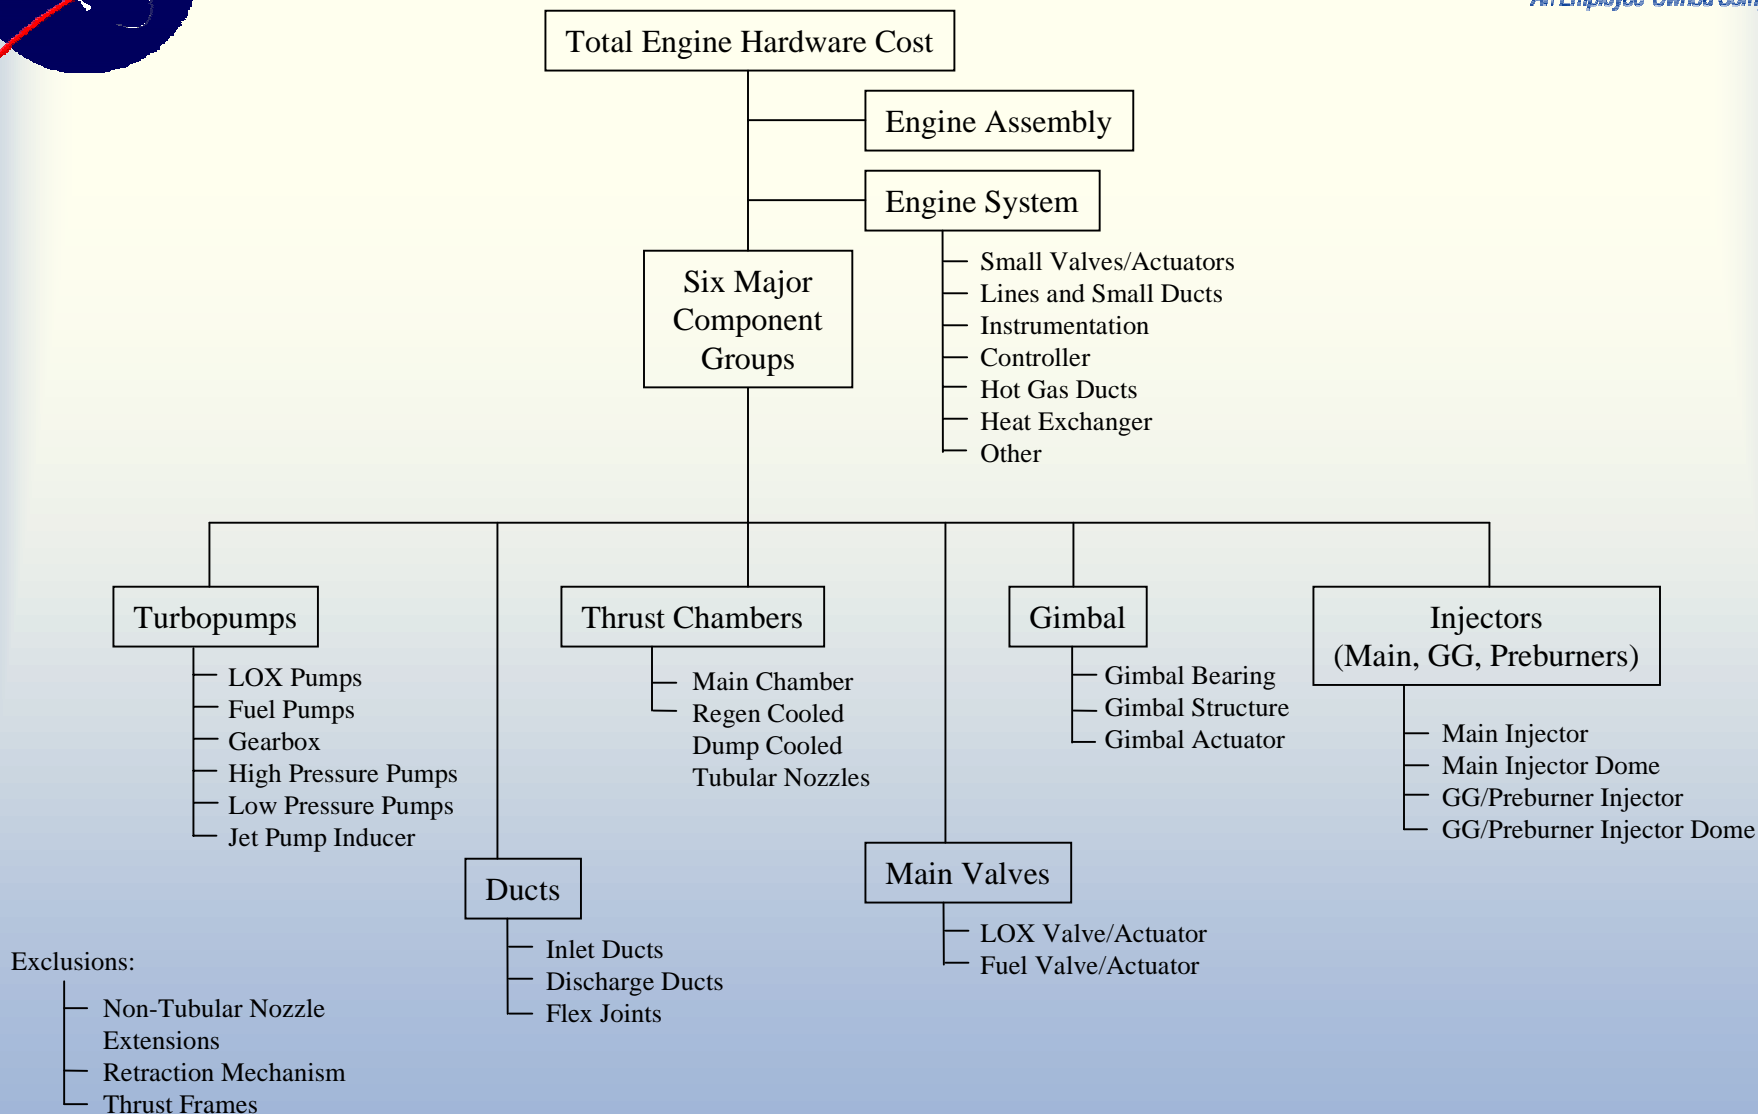 An Employee-Owned Com
Total Engine Hardware Cost
Engine Assembly
Engine System
Small Valves/Actuators
Lines and Small Ducts
Instrumentation
Controller
Hot Gas Ducts
Heat Exchanger
Other
Six Major
Component
Groups
Turbopumps
LOX Pumps
Fuel Pumps
Gearbox
High Pressure Pumps
Low Pressure Pumps
Jet Pump Inducer
Ducts
Inlet Ducts
Discharge Ducts
Flex Joints
Thrust Chambers
Main Chamber
Regen Cooled
Dump Cooled
Tubular Nozzles
Main Valves
LOX Valve/Actuator
Fuel Valve/Actuator
Gimbal
Gimbal Bearing
Gimbal Structure
Gimbal Actuator
Injectors
(Main, GG, Preburners)
Main Injector
Main Injector Dome
GG/Preburner Injector
GG/Preburner Injector Dome
Exclusions:
Non-Tubular Nozzle
Extensions
Retraction Mechanism
Thrust Frames